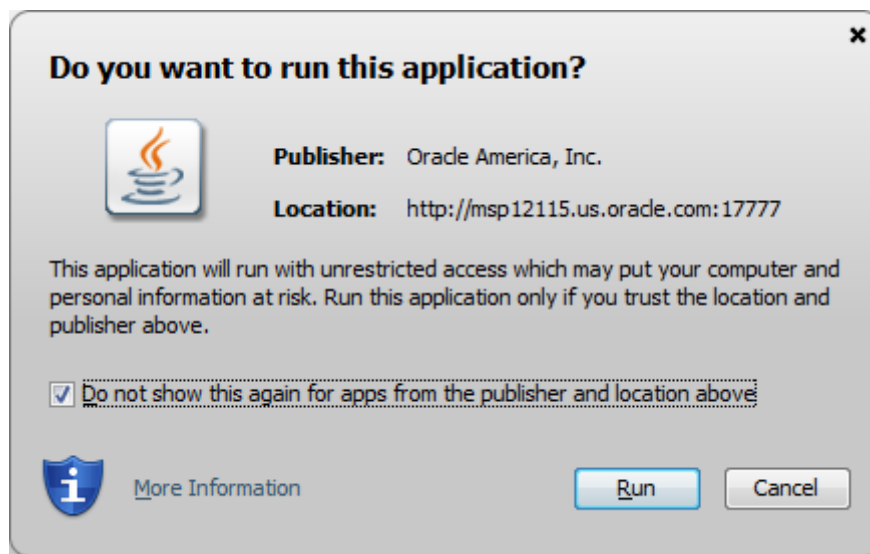 Do you want to run this application?
Publisher: Oracle America, Inc.
Location: http://msp12115.us.oracle.com:17777
This application will run with unrestricted access which may put your computer and
personal information at risk. Run this application only if you trust the location and
publisher above.
Do not show this again for apps from the publisher and location above
More Information
Run
Cancel